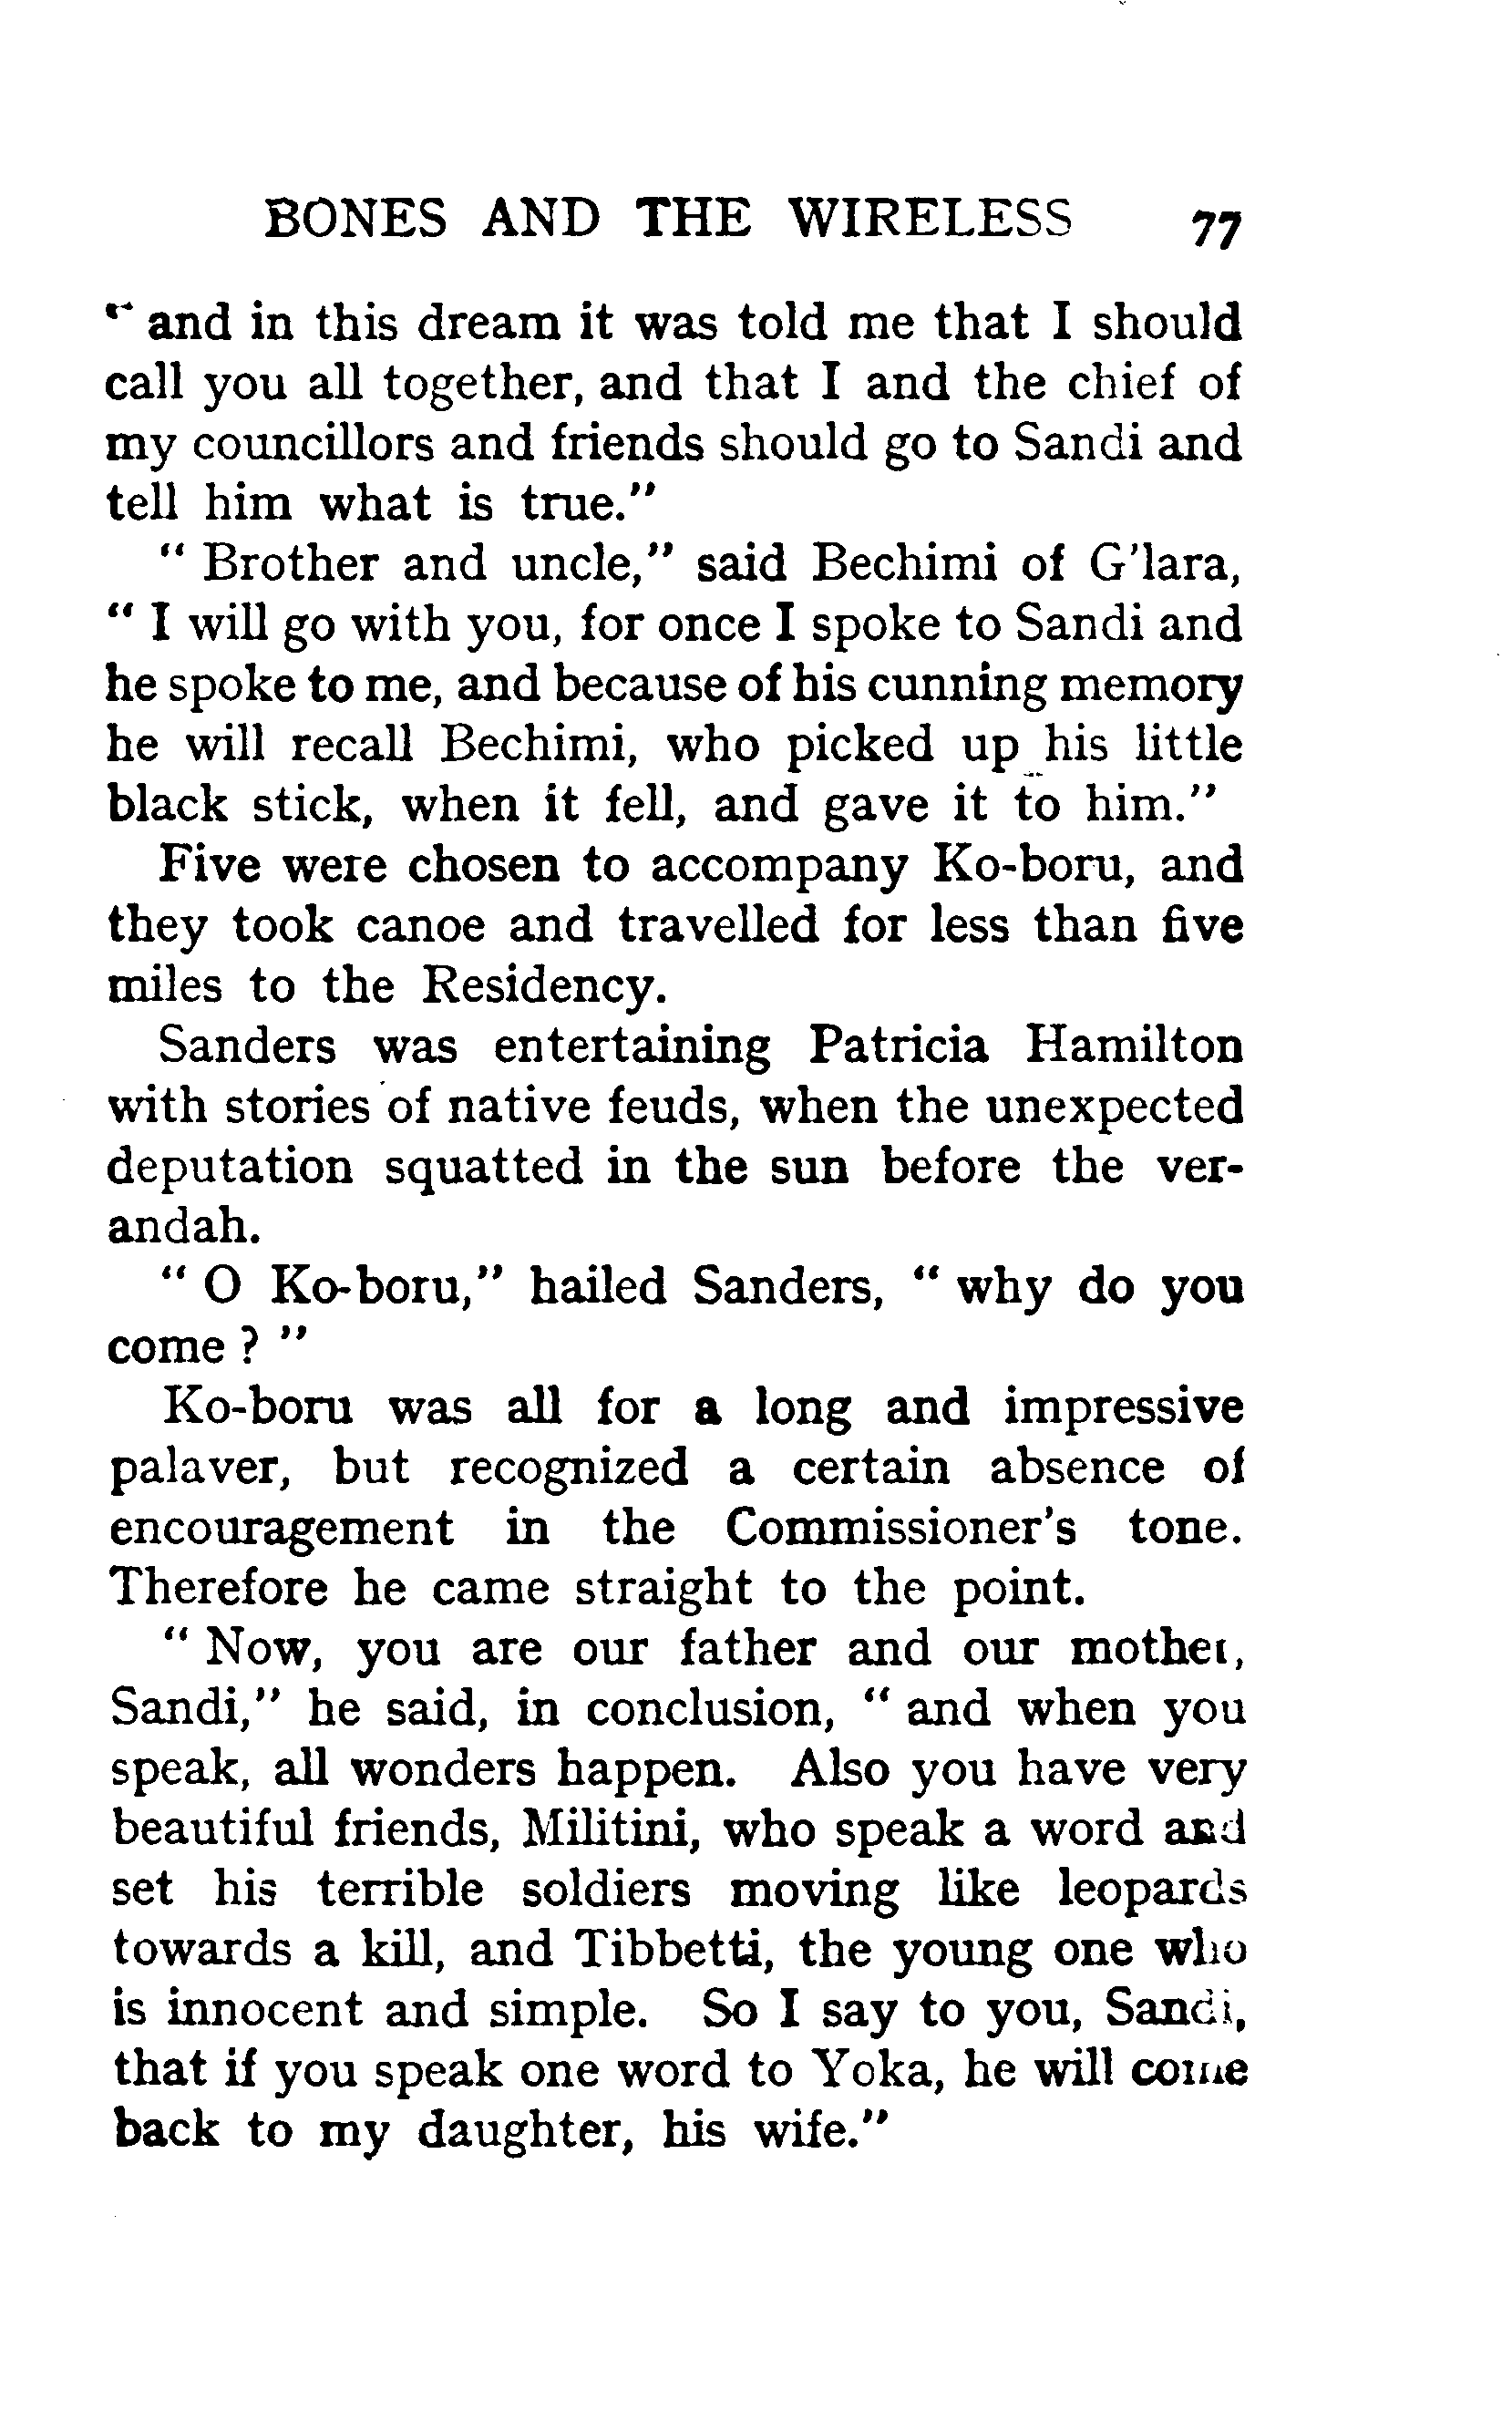 BONES AND THE WIRELESS 77
" and in this dream it was told me that I should
call you all together, and that I and the chief of
my councillors and friends should go to Sandi and
tell him what is true."
" Brother and uncle," said Bechimi of G'lara,
" I will go with you, for once I spoke to Sandi and
he spoke to me, and because of his cunning memory
he will recall Bechimi, who picked up his little
black stick, when it fell, and gave it to him."
Five were chosen to accompany Ko-boru, and
they took canoe and travelled for less than five
miles to the Residency.
Sanders was entertaining Patricia Hamilton
with stories of native feuds, when the unexpected
deputation squatted in the sun before the ver-
andah.
" O Ko-boru," hailed Sanders, " why do you
come ? "
Ko-boru was all for a long and impressive
palaver, but recognized a certain absence of
encouragement in the Commissioner's tone.
Therefore he came straight to the point.
" Now, you are our father and our mother,
Sandi," he said, in conclusion, " and when you
speak, all wonders happen. Also you have very
beautiful friends, Militini, who speak a word and
set his terrible soldiers moving like leopards
towards a kill, and Tibbetti, the young one who
is innocent and simple. So I say to you, Sandi,
that if you speak one word to Yoka, he will come
back to my daughter, his wife."